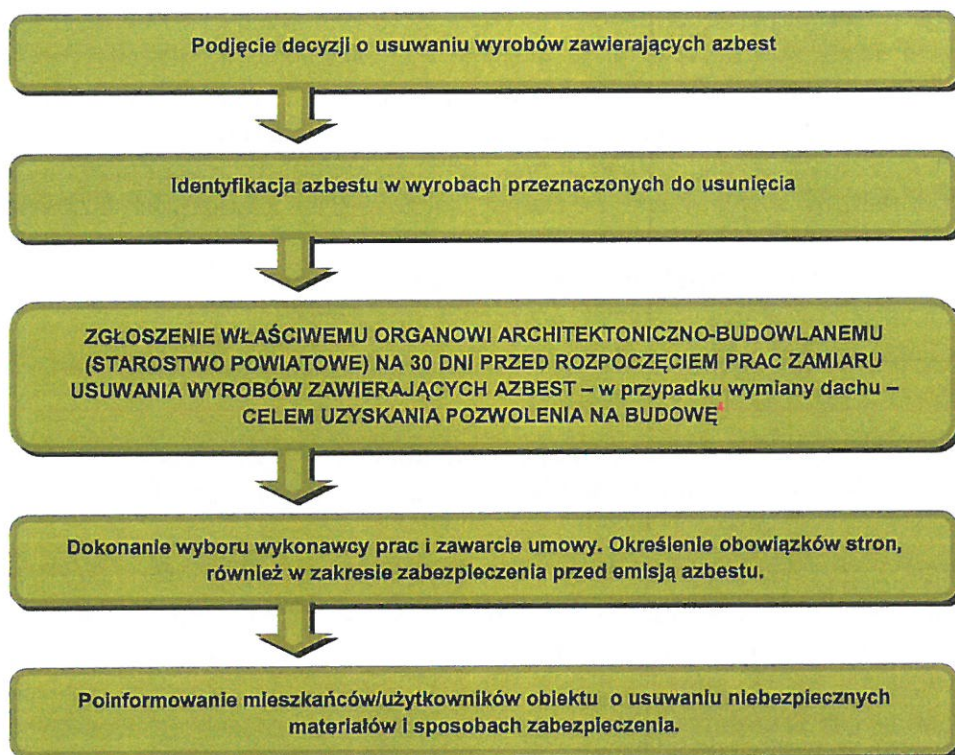 Podjęcie decyzji o usuwaniu wyrobów zawierających azbest
Identyfikacja azbestu w wyrobach przeznaczonych do usunięcia
ZGŁOSZENIE WŁAŚCIWEMU ORGANOWI ARCHITEKTONICZNO-BUDOWLANEMU
(STAROSTWO POWIATOWE) NA 30 DNI PRZED ROZPOCZĘCIEM PRAC ZAMIARU
USUWANIA WYROBÓW ZAWIERAJĄCYCH AZBEST – w przypadku wymiany dachu –
CELEM UZYSKANIA POZWOLENIA NA BUDOWĘ
Dokonanie wyboru wykonawcy prac i zawarcie umowy. Określenie obowiązków stron,
również w zakresie zabezpieczenia przed emisją azbestu.
Poinformowanie mieszkańców/użytkowników obiektu o usuwaniu niebezpiecznych
materiałów i sposobach zabezpieczenia.